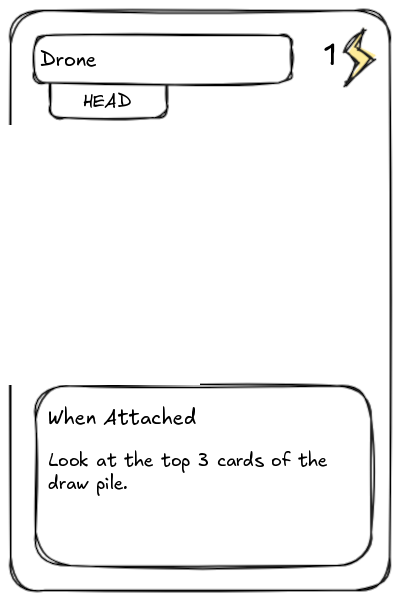 Drone
1
HEAD
When Attached
Look at the top 3 cards of the
draw pile.